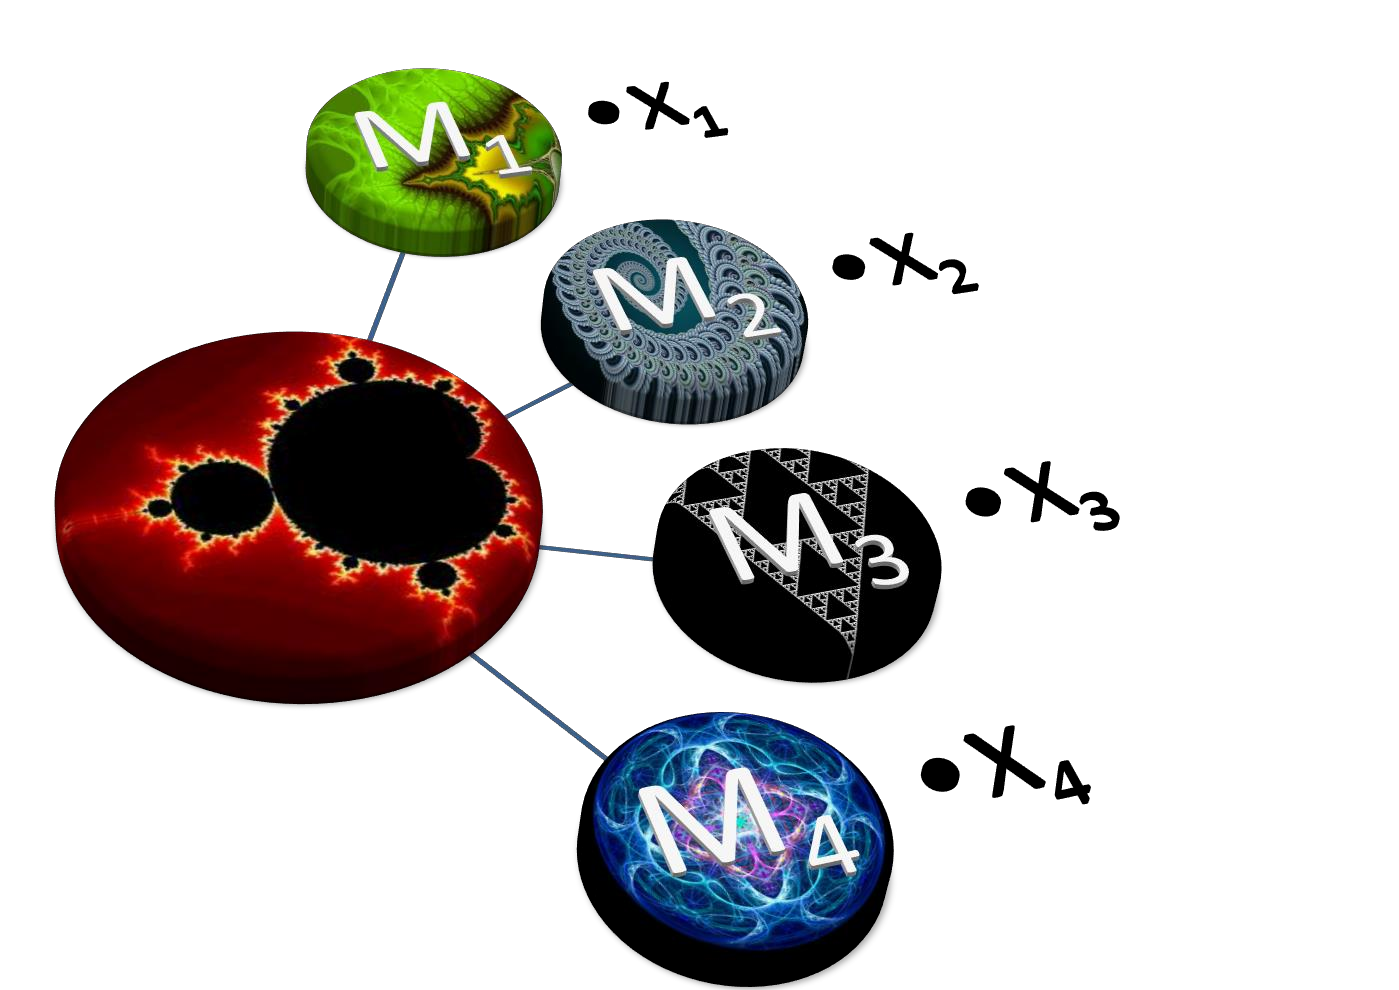 M₁
• X₁
M₂
• X₂
M₃
• X₃
M₄
• X₄